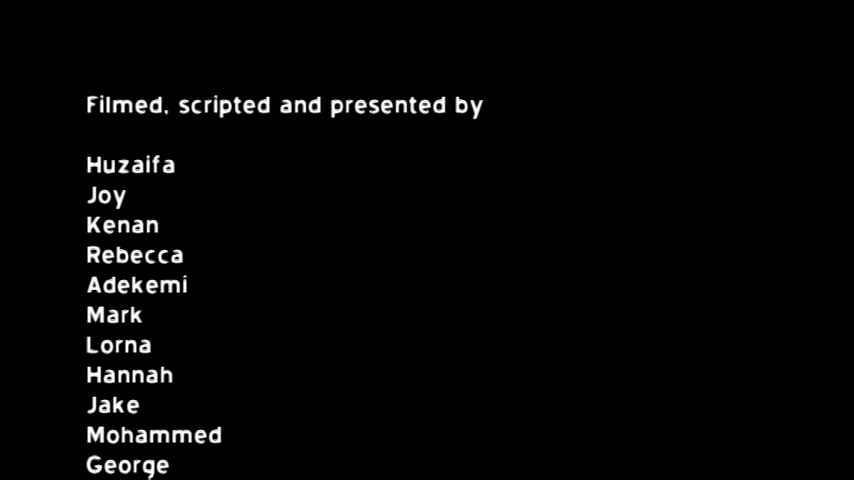 Filmed, scripted and presented by
Huzaifa
Joy
Kenan
Rebecca
Adekemi
Mark
Lorna
Hannah
Jake
Mohammed
George